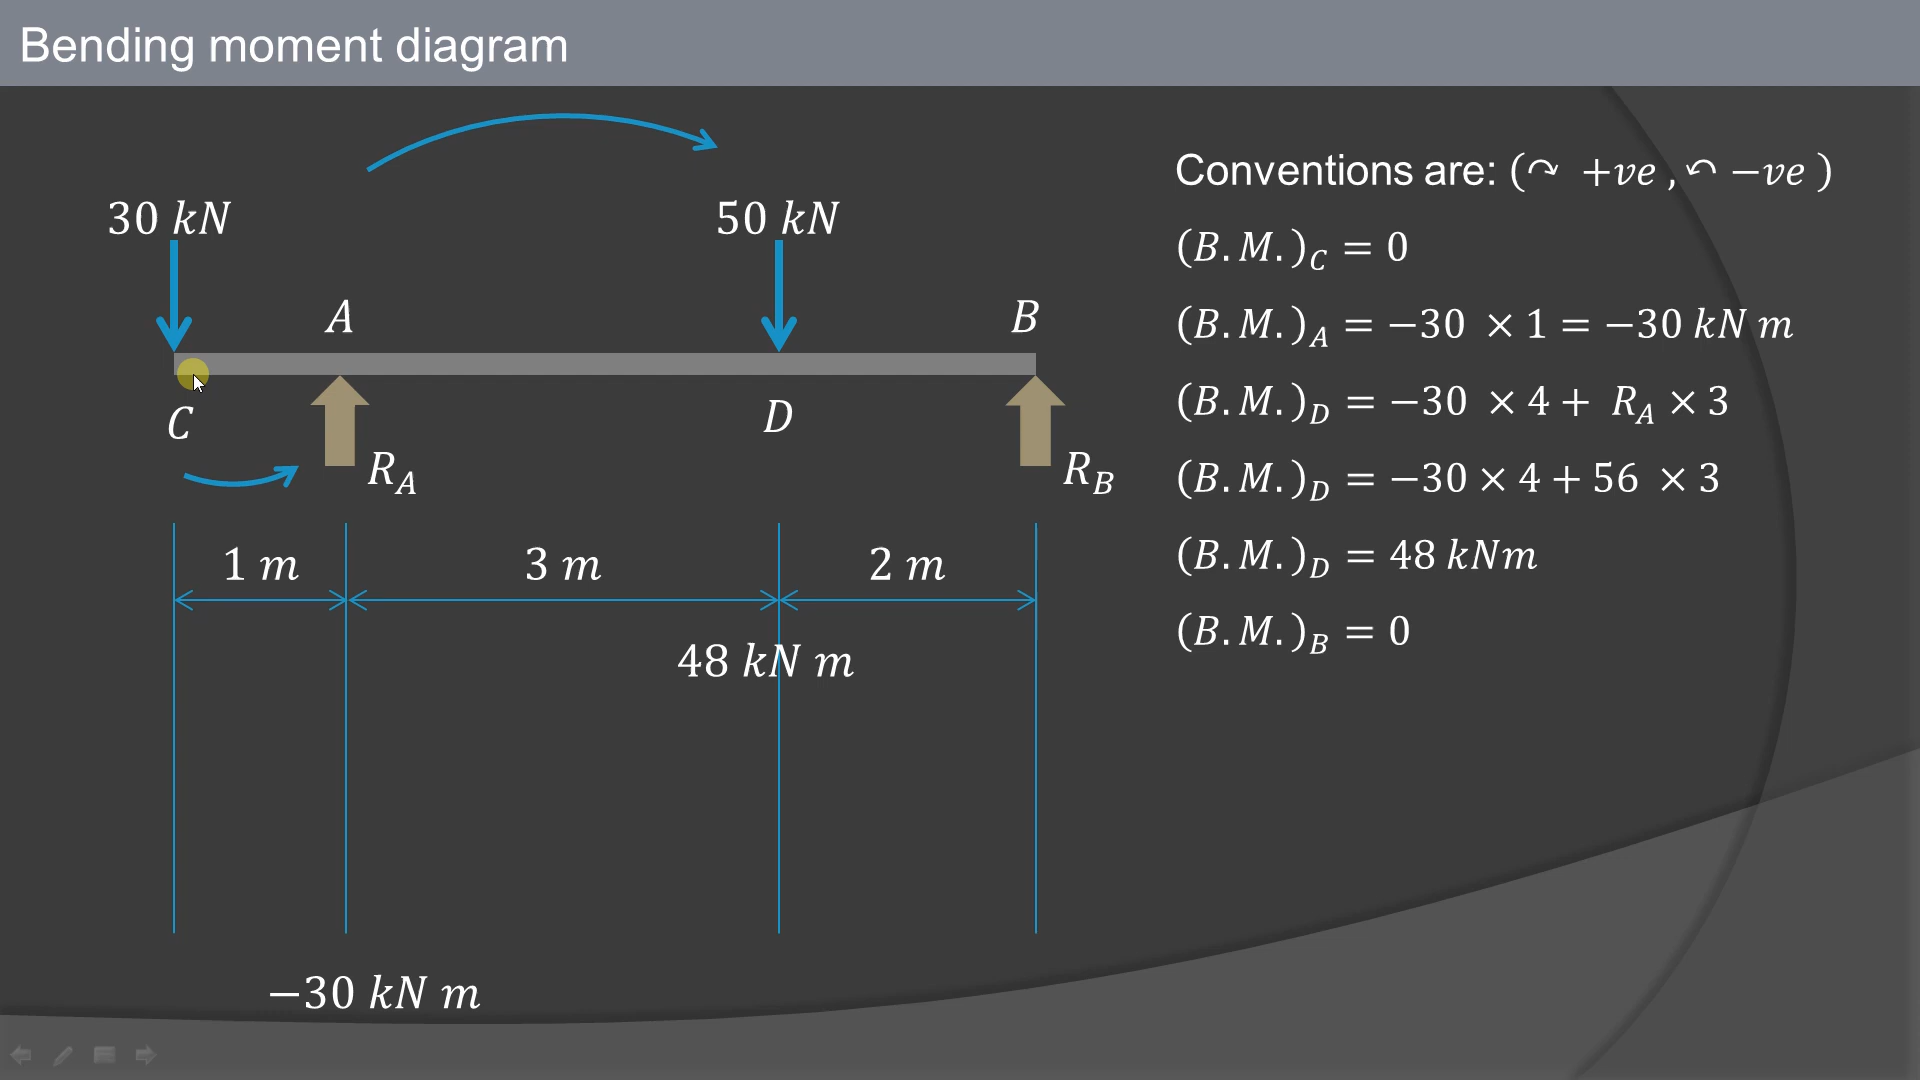 Bending moment diagram
Conventions are: (↷ +ve , ↶ −ve )
30 kN
50 kN
(B.M.)_C = 0
A
B
(B.M.)_A = −30 × 1 = −30 kN m
C
D
(B.M.)_D = −30 × 4 + R_A × 3
R_A
R_B
(B.M.)_D = −30 × 4 + 56 × 3
1 m
3 m
2 m
(B.M.)_D = 48 kNm
48 kN m
(B.M.)_B = 0
−30 kN m